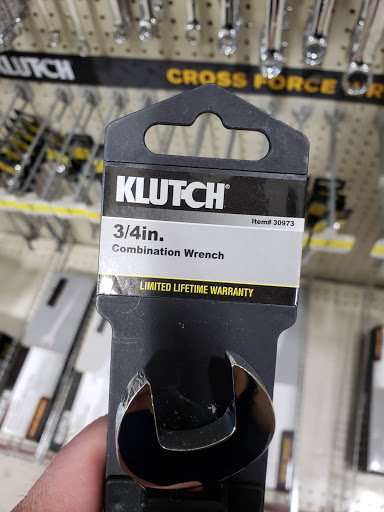 KLUTCH
CROSS FORCE
KLUTCH®
Item# 30973
3/4in.
Combination Wrench
LIMITED LIFETIME WARRANTY